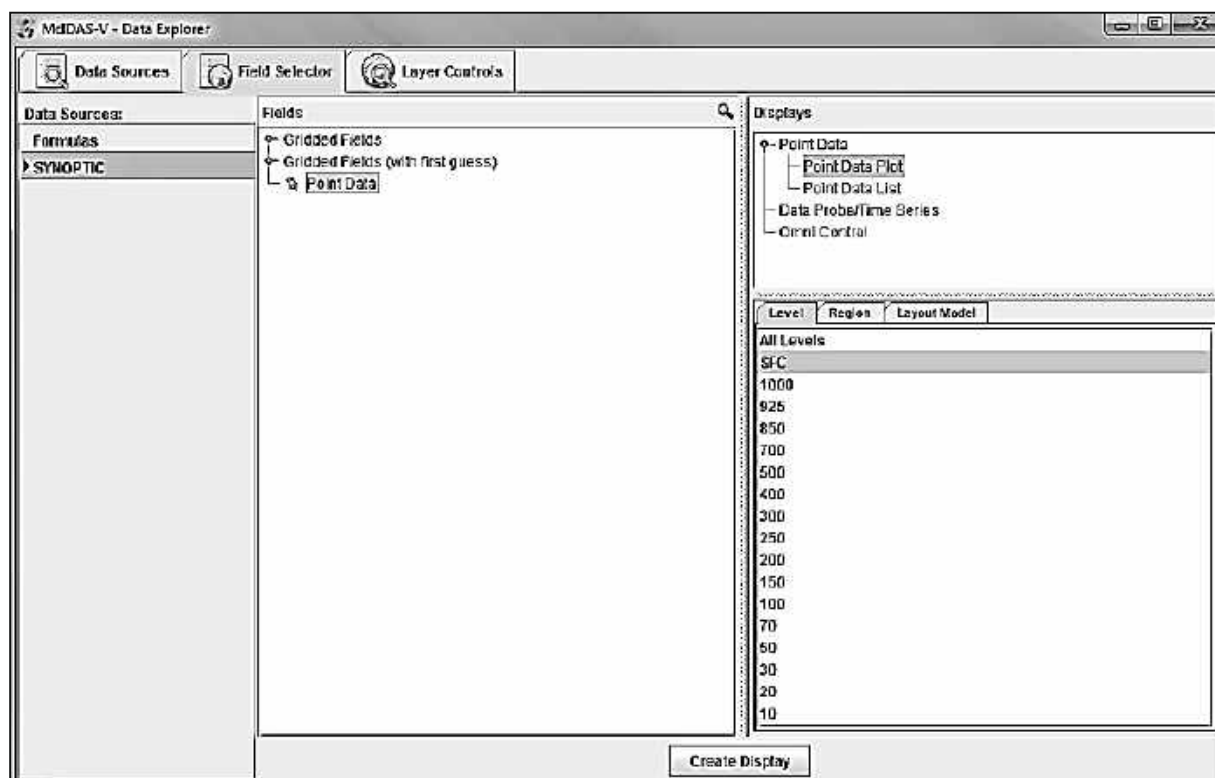 McIDAS-V - Data Explorer
Data Sources
Field Selector
Layer Controls
Data Sources:
Formulas
SYNOPTIC
Fields
Gridded Fields
Gridded Fields (with first guess)
Point Data
Displays
Point Data
Point Data Plot
Point Data List
Data Probe/Time Series
Omni Control
Level
Region
Layout Model
All Levels
SFC
1000
925
850
700
500
400
300
250
200
150
100
70
50
30
20
10
Create Display